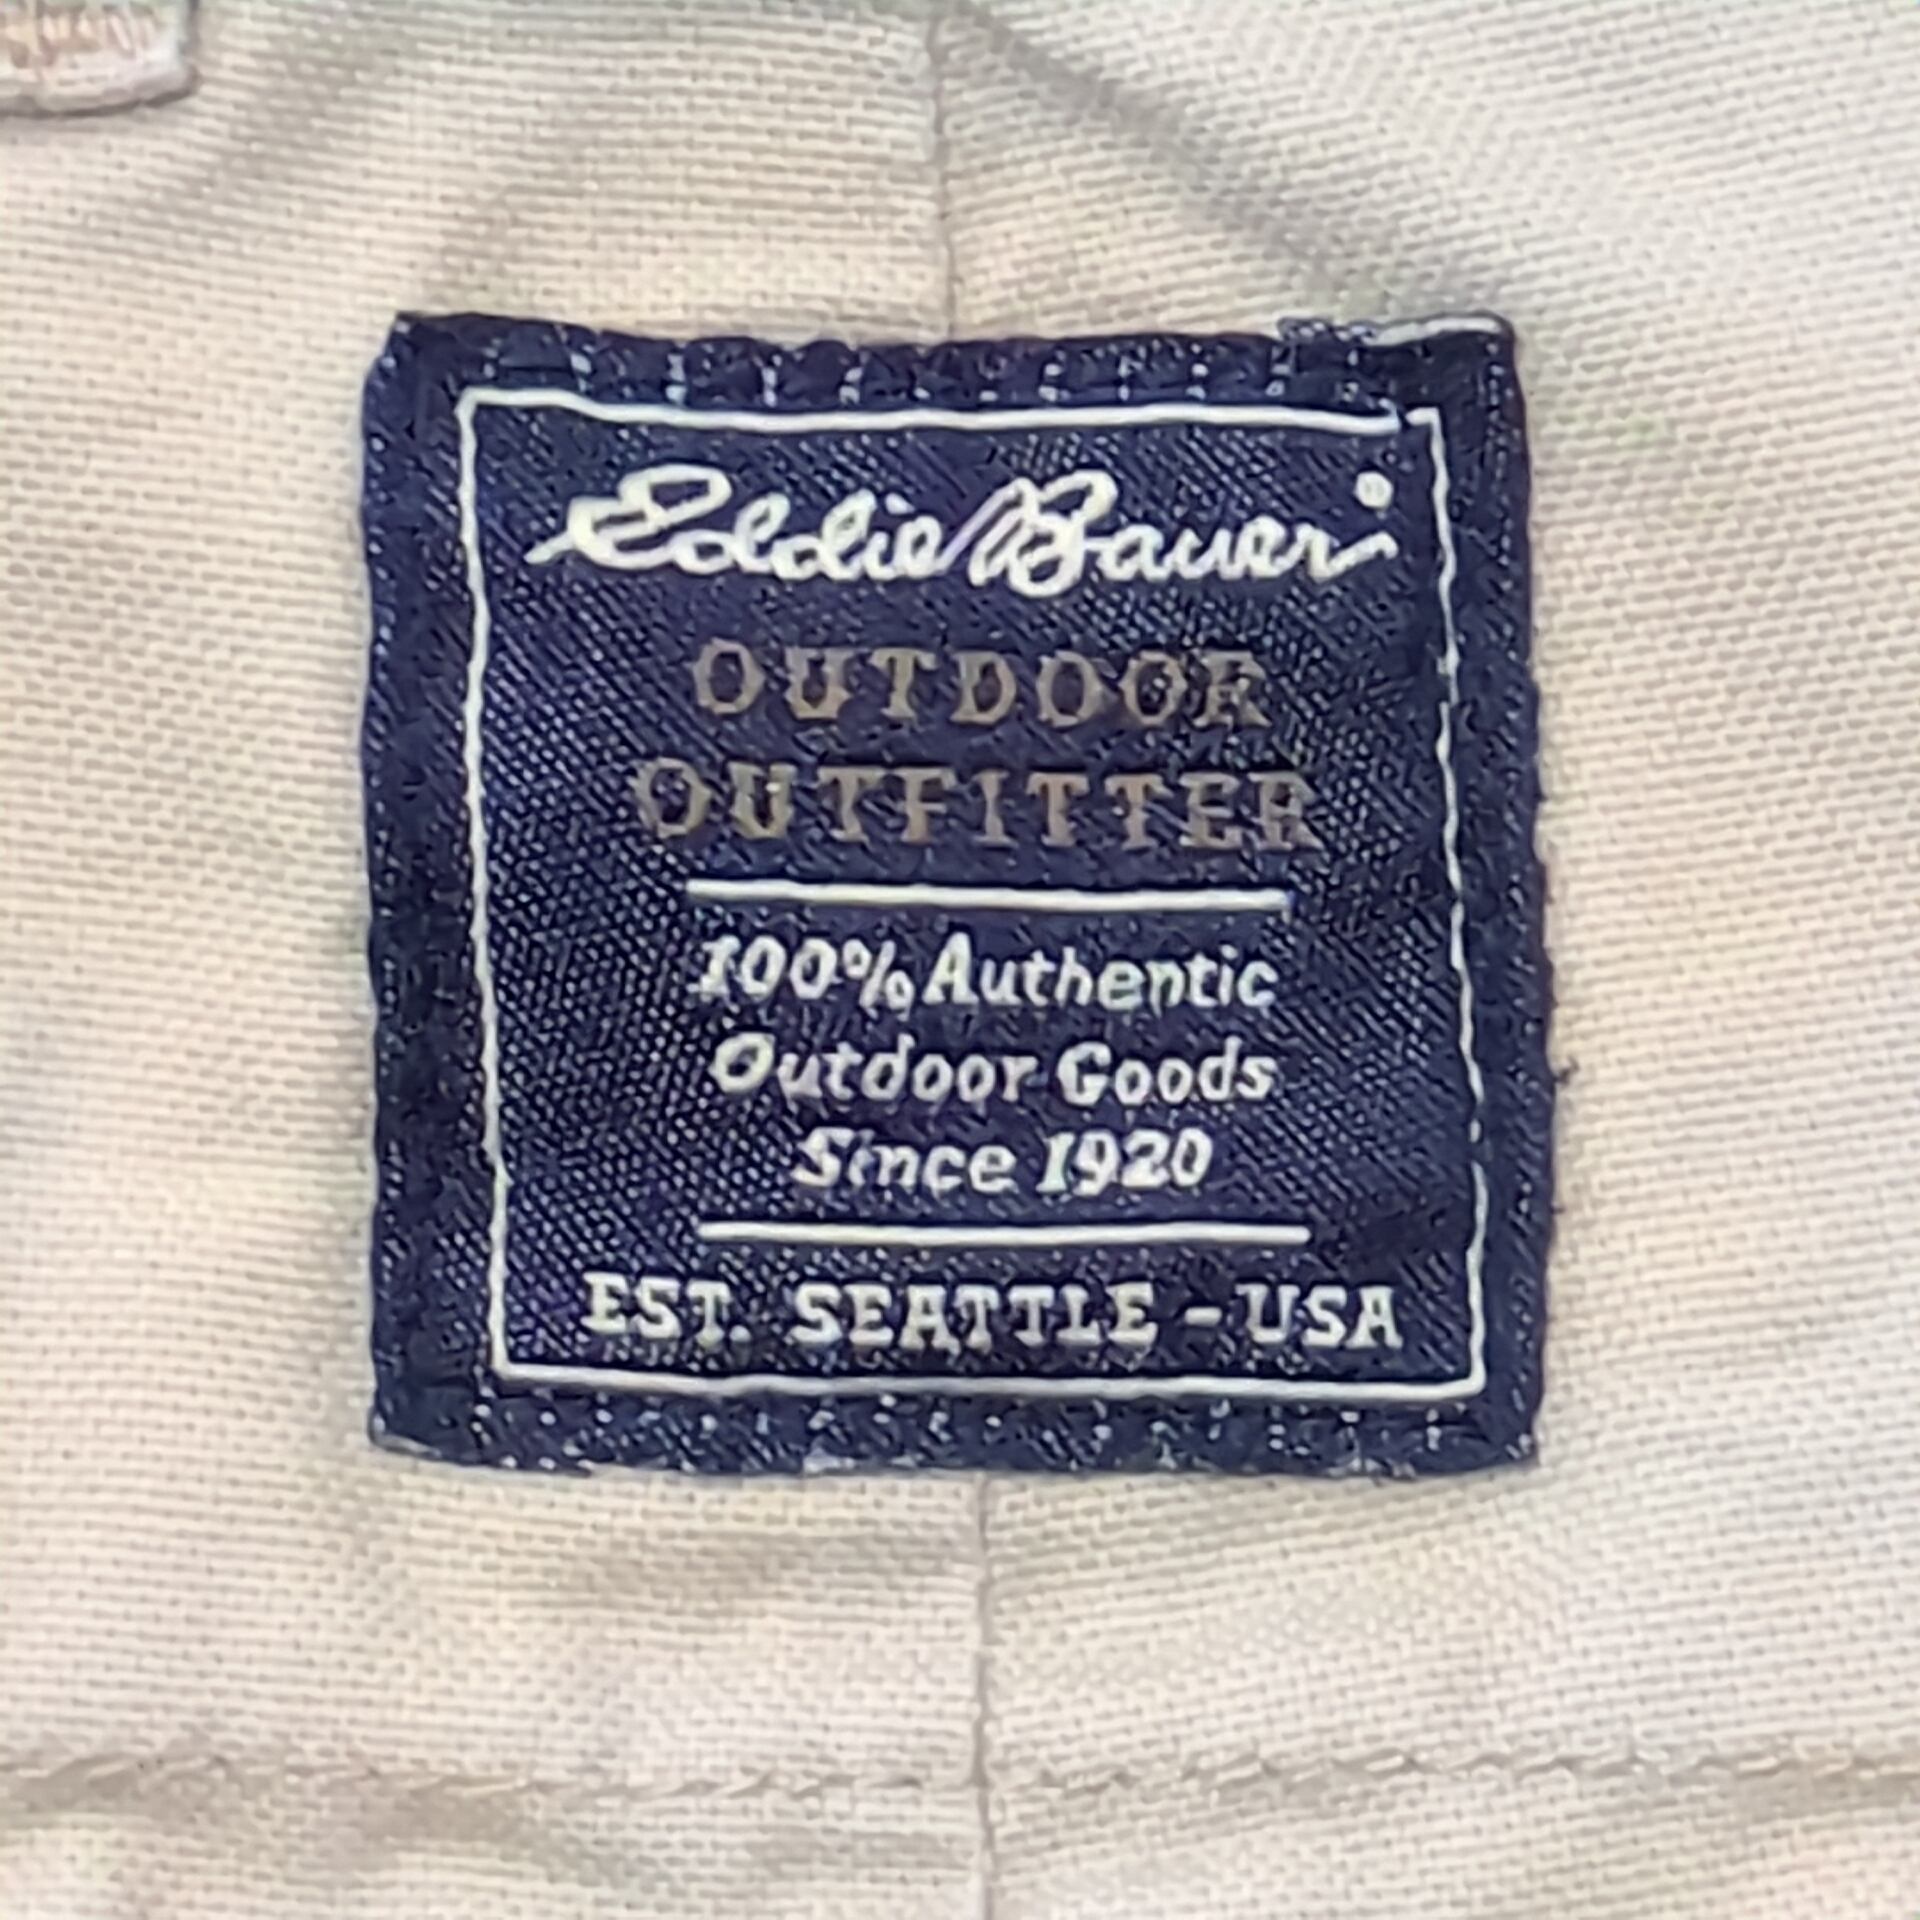 Eddie Bauer
OUTDOOR
OUTFITTER
100% Authentic
Outdoor Goods
Since 1920
EST. SEATTLE - USA